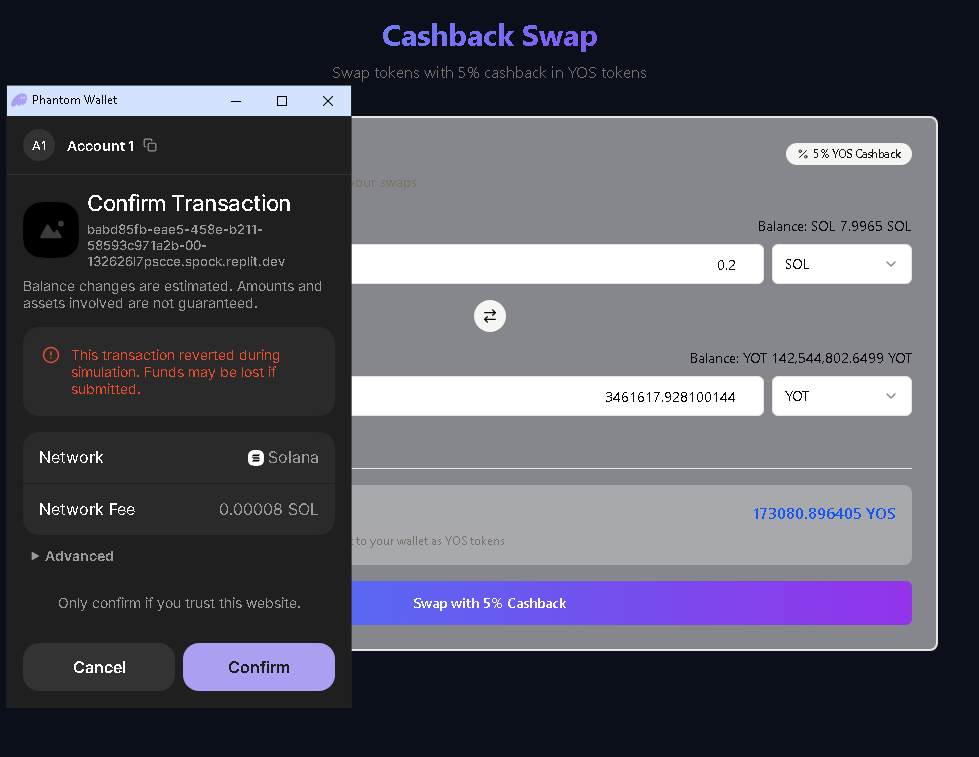 Cashback Swap
Swap tokens with 5% cashback in YOS tokens
Phantom Wallet
A1 Account 1
Confirm Transaction
babd85fb-eae5-458e-b211-
58593c971a2b-00-
132626l7pscce.spock.replit.dev
Balance changes are estimated. Amounts and
assets involved are not guaranteed.
This transaction reverted during
simulation. Funds may be lost if
submitted.
Network Solana
Network Fee 0.00008 SOL
Advanced
Only confirm if you trust this website.
Cancel Confirm
% 5% YOS Cashback
your swaps
Balance: SOL 7.9965 SOL
0.2 SOL
Balance: YOT 142,544,802.6499 YOT
3461617.928100144 YOT
173080.896405 YOS
to your wallet as YOS tokens
Swap with 5% Cashback